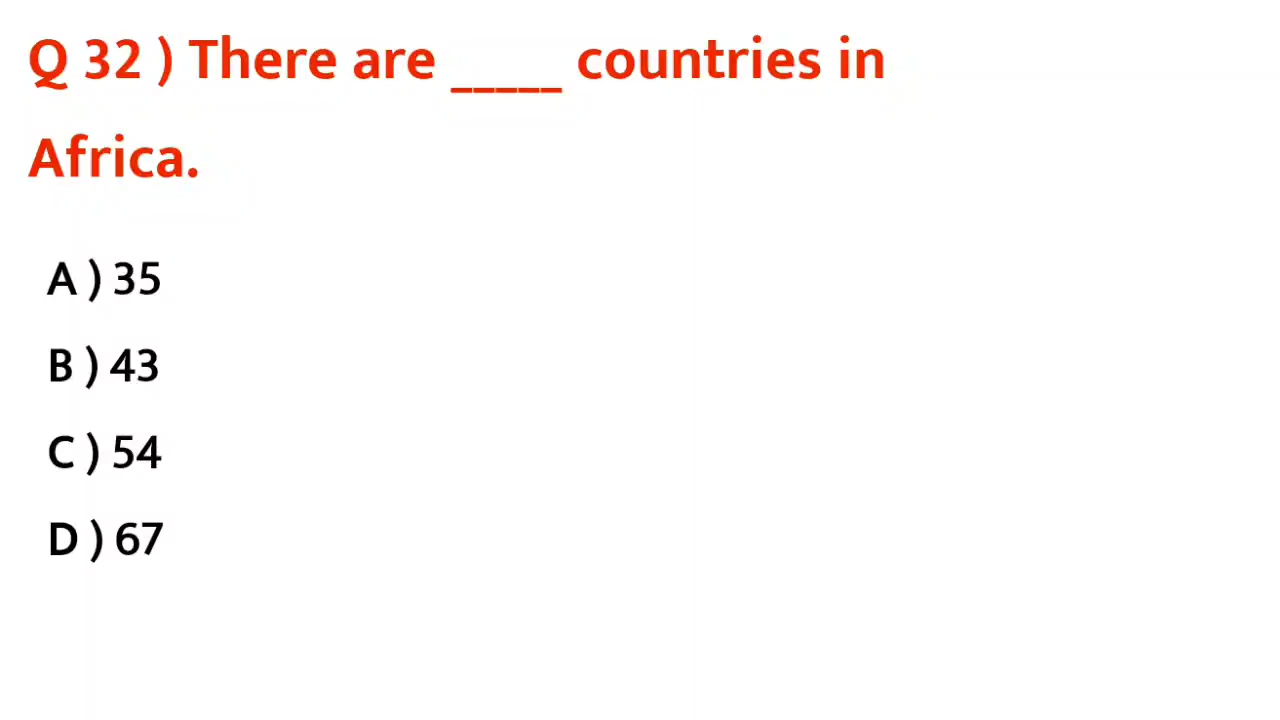 Q 32 ) There are _____ countries in
Africa.
A ) 35
B ) 43
C ) 54
D ) 67